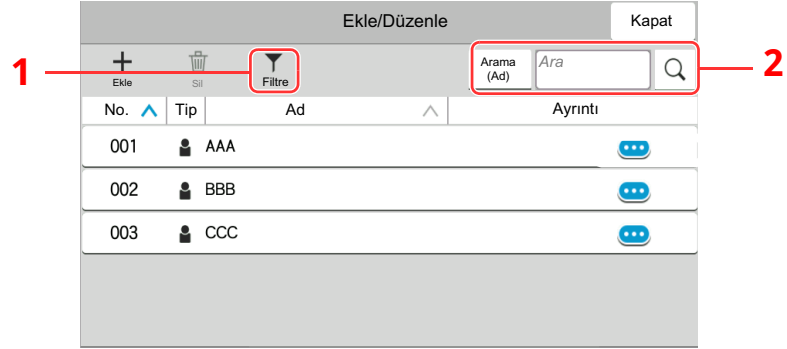 Ekle/Düzenle
Kapat
1
Ekle
Sil
Filtre
Arama
(Ad)
Ara
2
No.
Tip
Ad
Ayrıntı
001
AAA
002
BBB
003
CCC